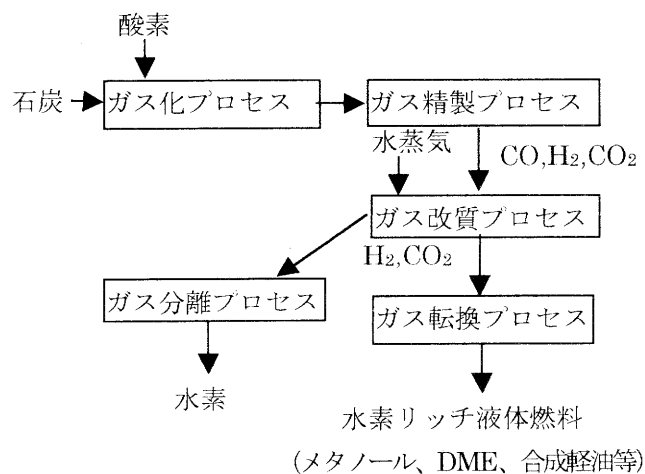 酸素
石炭
ガス化プロセス
ガス精製プロセス
水蒸気
CO,H₂,CO₂
ガス改質プロセス
H₂,CO₂
ガス分離プロセス
ガス転換プロセス
水素
水素リッチ液体燃料
(メタノール、DME、合成軽油等)